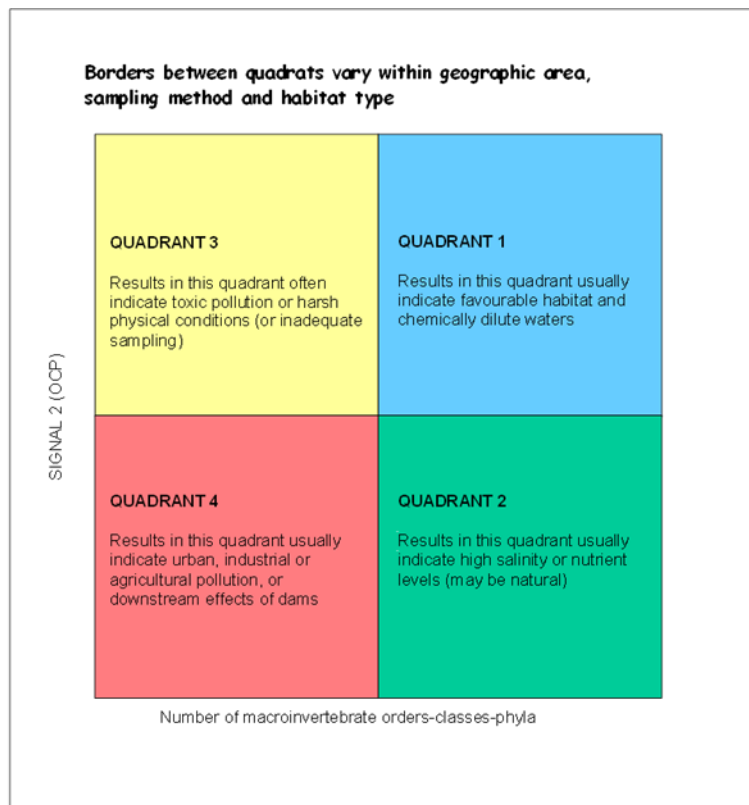 Borders between quadrats vary within geographic area,
sampling method and habitat type
QUADRANT 3
Results in this quadrant often
indicate toxic pollution or harsh
physical conditions (or inadequate
sampling)
QUADRANT 1
Results in this quadrant usually
indicate favourable habitat and
chemically dilute waters
SIGNAL 2 (OCP)
QUADRANT 4
Results in this quadrant usually
indicate urban, industrial or
agricultural pollution, or
downstream effects of dams
QUADRANT 2
Results in this quadrant usually
indicate high salinity or nutrient
levels (may be natural)
Number of macroinvertebrate orders-classes-phyla